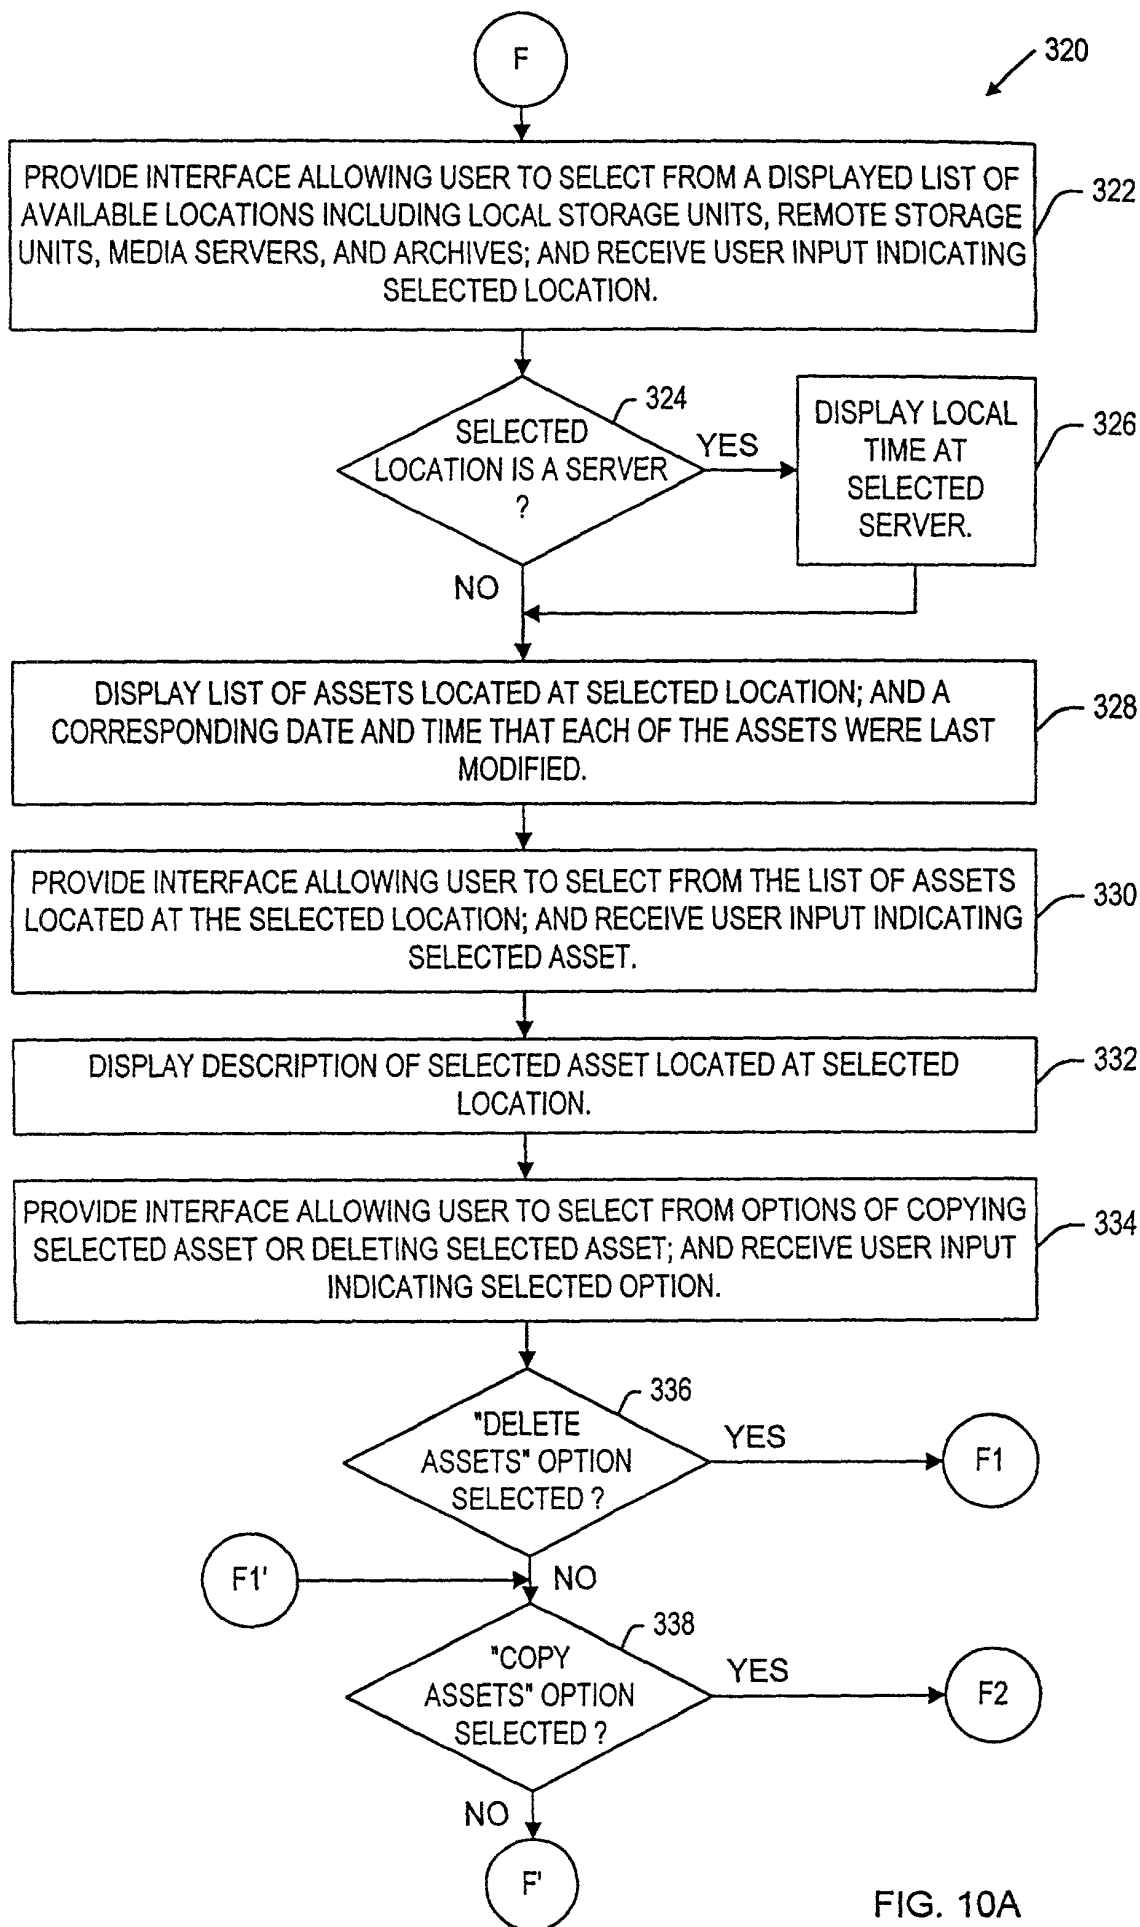 F
320
PROVIDE INTERFACE ALLOWING USER TO SELECT FROM A DISPLAYED LIST OF
AVAILABLE LOCATIONS INCLUDING LOCAL STORAGE UNITS, REMOTE STORAGE
UNITS, MEDIA SERVERS, AND ARCHIVES; AND RECEIVE USER INPUT INDICATING
SELECTED LOCATION.
322
SELECTED
LOCATION IS A SERVER
?
324
YES
DISPLAY LOCAL
TIME AT
SELECTED
SERVER.
326
NO
DISPLAY LIST OF ASSETS LOCATED AT SELECTED LOCATION; AND A
CORRESPONDING DATE AND TIME THAT EACH OF THE ASSETS WERE LAST
MODIFIED.
328
PROVIDE INTERFACE ALLOWING USER TO SELECT FROM THE LIST OF ASSETS
LOCATED AT THE SELECTED LOCATION; AND RECEIVE USER INPUT INDICATING
SELECTED ASSET.
330
DISPLAY DESCRIPTION OF SELECTED ASSET LOCATED AT SELECTED
LOCATION.
332
PROVIDE INTERFACE ALLOWING USER TO SELECT FROM OPTIONS OF COPYING
SELECTED ASSET OR DELETING SELECTED ASSET; AND RECEIVE USER INPUT
INDICATING SELECTED OPTION.
334
"DELETE
ASSETS" OPTION
SELECTED ?
336
YES
F1
F1'
NO
"COPY
ASSETS" OPTION
SELECTED ?
338
YES
F2
NO
F'
FIG. 10A